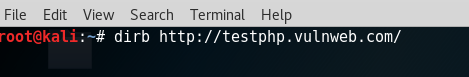 File Edit View Search Terminal Help
root@kali:~# dirb http://testphp.vulnweb.com/